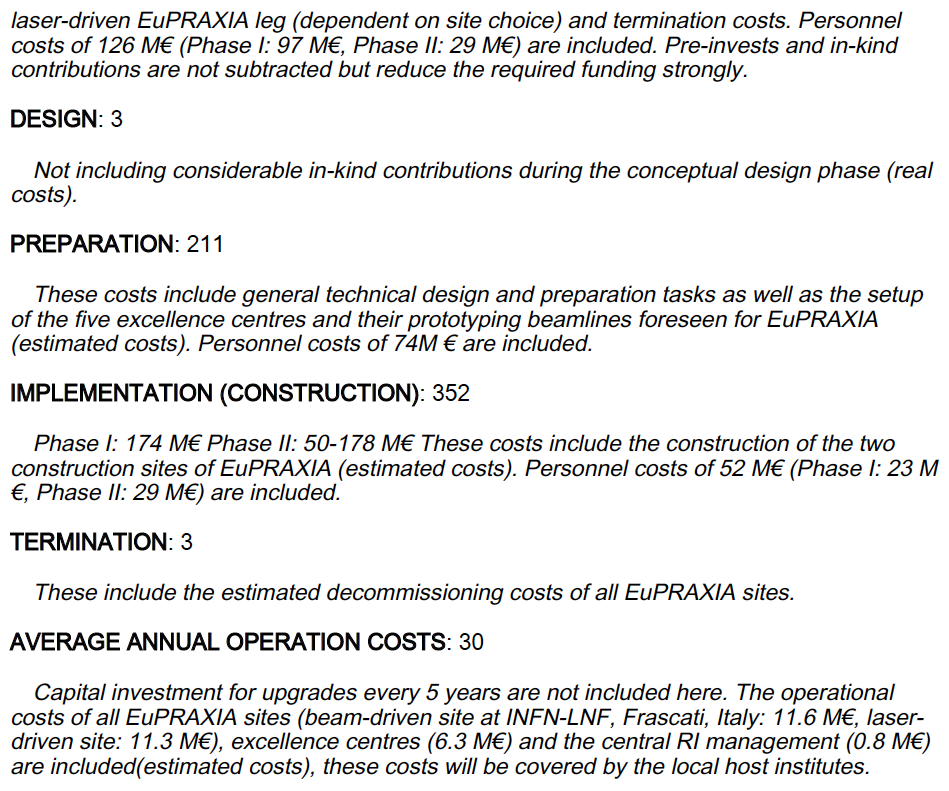 laser-driven EuPRAXIA leg (dependent on site choice) and termination costs. Personnel
costs of 126 M€ (Phase I: 97 M€, Phase II: 29 M€) are included. Pre-invests and in-kind
contributions are not subtracted but reduce the required funding strongly.
DESIGN: 3
Not including considerable in-kind contributions during the conceptual design phase (real
costs).
PREPARATION: 211
These costs include general technical design and preparation tasks as well as the setup
of the five excellence centres and their prototyping beamlines foreseen for EuPRAXIA
(estimated costs). Personnel costs of 74M € are included.
IMPLEMENTATION (CONSTRUCTION): 352
Phase I: 174 M€ Phase II: 50-178 M€ These costs include the construction of the two
construction sites of EuPRAXIA (estimated costs). Personnel costs of 52 M€ (Phase I: 23 M
€, Phase II: 29 M€) are included.
TERMINATION: 3
These include the estimated decommissioning costs of all EuPRAXIA sites.
AVERAGE ANNUAL OPERATION COSTS: 30
Capital investment for upgrades every 5 years are not included here. The operational
costs of all EuPRAXIA sites (beam-driven site at INFN-LNF, Frascati, Italy: 11.6 M€, laser-
driven site: 11.3 M€), excellence centres (6.3 M€) and the central RI management (0.8 M€)
are included(estimated costs), these costs will be covered by the local host institutes.